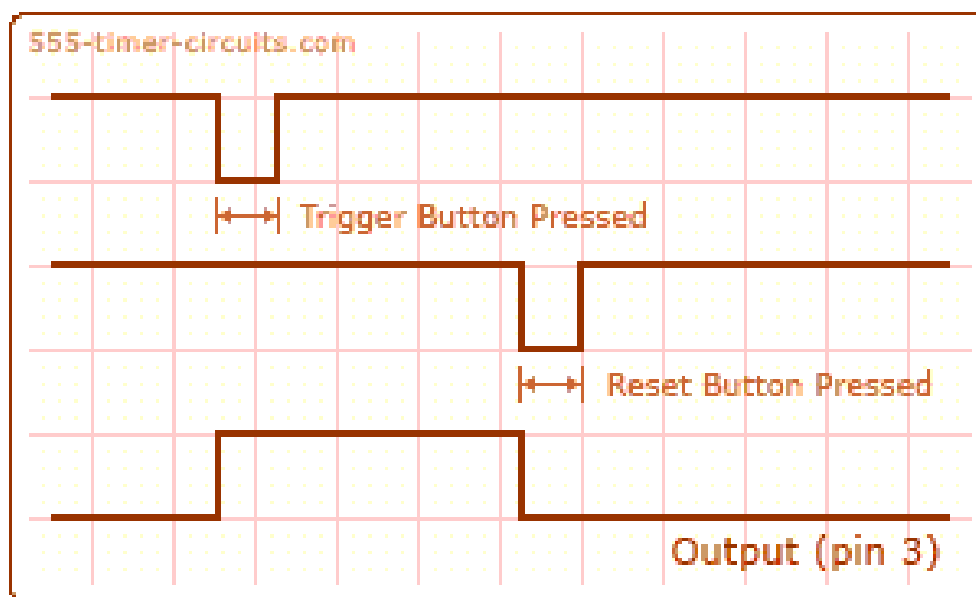 555-timer-circuits.com
Trigger Button Pressed
Reset Button Pressed
Output (pin 3)